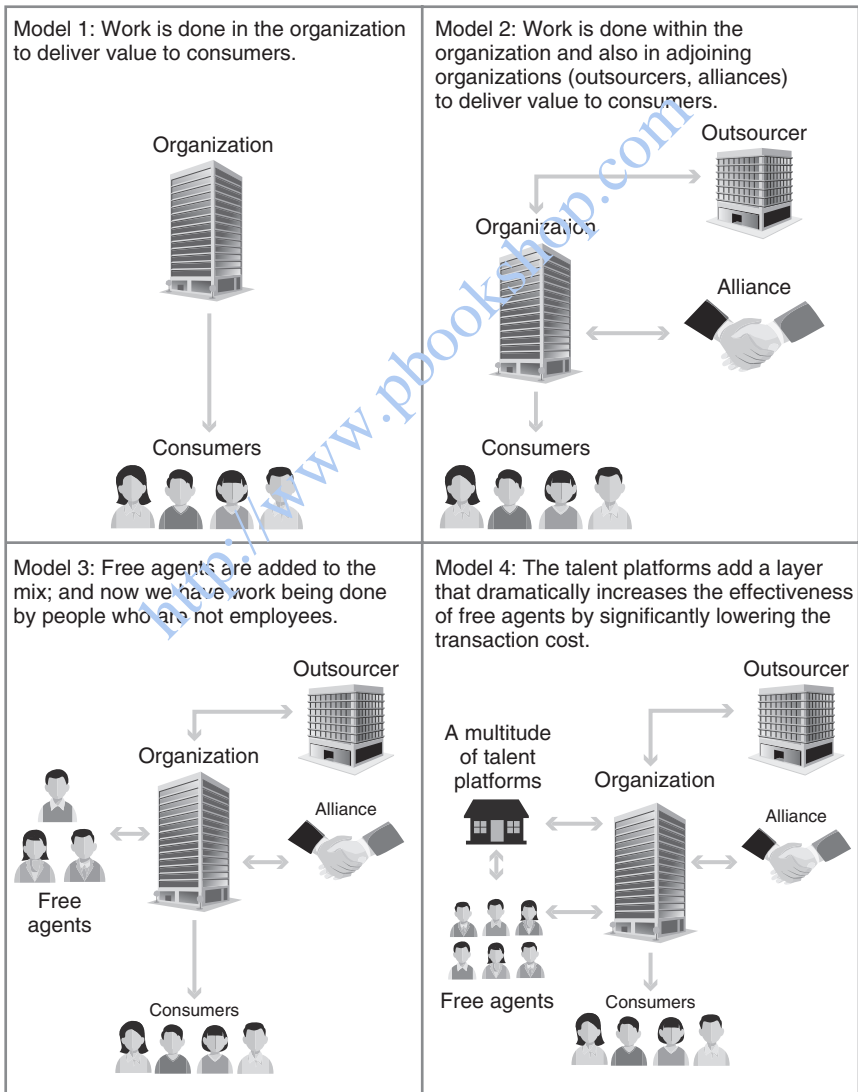 Model 1: Work is done in the organization
to deliver value to consumers.
Organization
Consumers
Model 2: Work is done within the
organization and also in adjoining
organizations (outsourcers, alliances)
to deliver value to consumers.
Outsourcer
Organization
Alliance
Consumers
Model 3: Free agents are added to the
mix; and now we have work being done
by people who are not employees.
Outsourcer
Organization
Alliance
Free
agents
Consumers
Model 4: The talent platforms add a layer
that dramatically increases the effectiveness
of free agents by significantly lowering the
transaction cost.
Outsourcer
A multitude
of talent
platforms
Organization
Alliance
Free agents
Consumers
http://www.pbookshop.com